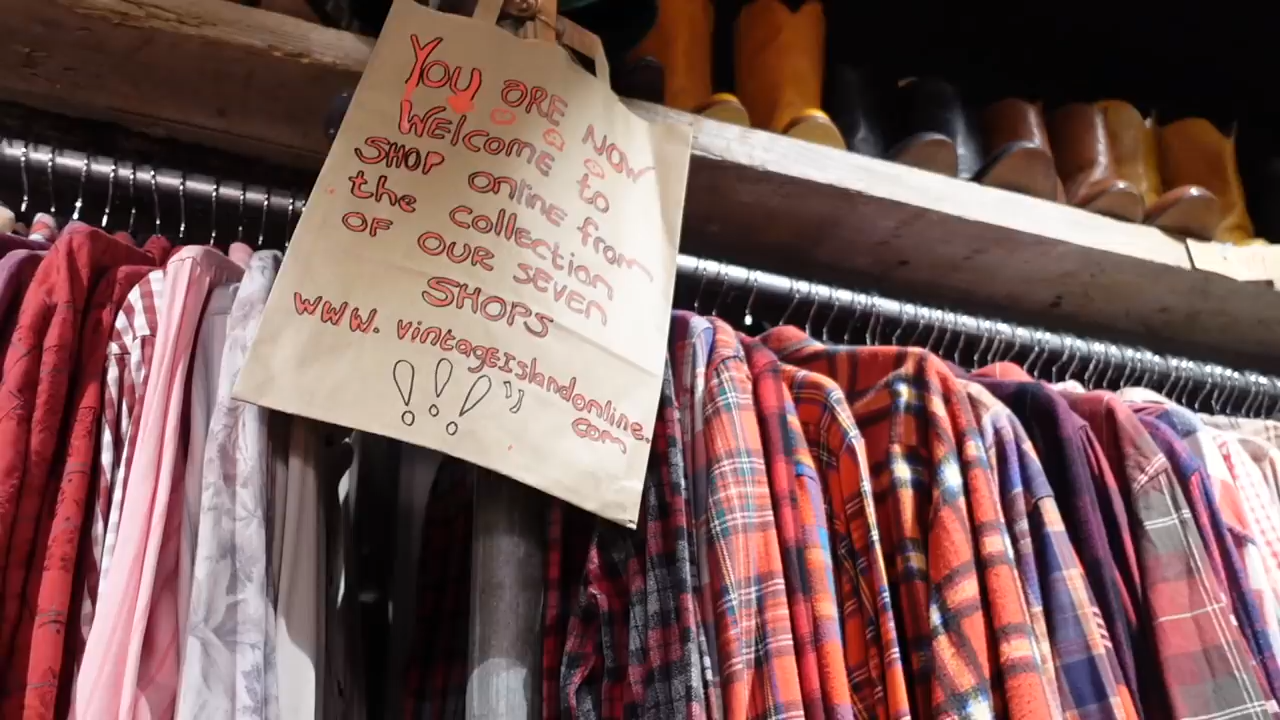 You ARE NOW
WElcome to
SHOP online from
the collection
OF OUR SEVEN
SHOPS
www.vintageIslandonline.
com
!!!